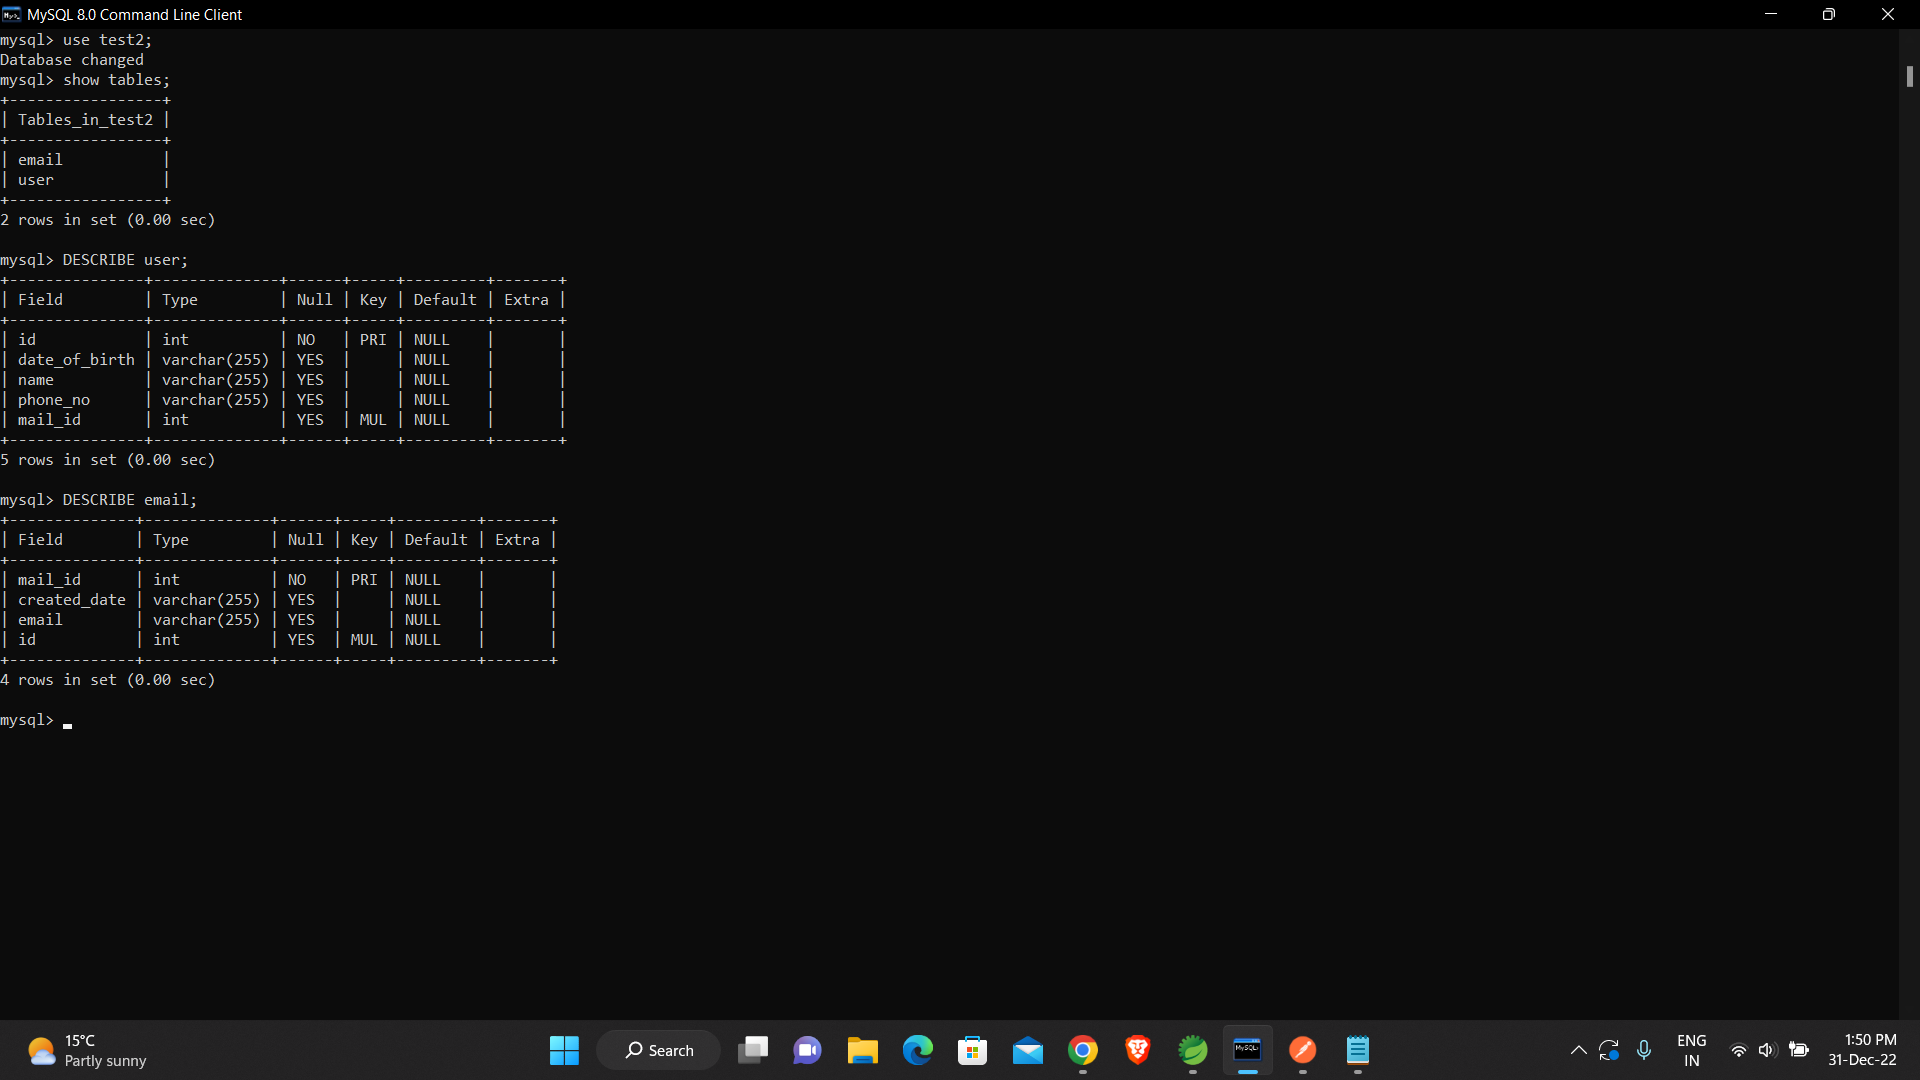 MySQL 8.0 Command Line Client
mysql> use test2;
Database changed
mysql> show tables;
+-----------------+
| Tables_in_test2 |
+-----------------+
| email           |
| user            |
+-----------------+
2 rows in set (0.00 sec)
mysql> DESCRIBE user;
+---------------+--------------+------+-----+---------+-------+
| Field         | Type         | Null | Key | Default | Extra |
+---------------+--------------+------+-----+---------+-------+
| id            | int          | NO   | PRI | NULL    |       |
| date_of_birth | varchar(255) | YES  |     | NULL    |       |
| name          | varchar(255) | YES  |     | NULL    |       |
| phone_no      | varchar(255) | YES  |     | NULL    |       |
| mail_id       | int          | YES  | MUL | NULL    |       |
+---------------+--------------+------+-----+---------+-------+
5 rows in set (0.00 sec)
mysql> DESCRIBE email;
+--------------+--------------+------+-----+---------+-------+
| Field        | Type         | Null | Key | Default | Extra |
+--------------+--------------+------+-----+---------+-------+
| mail_id      | int          | NO   | PRI | NULL    |       |
| created_date | varchar(255) | YES  |     | NULL    |       |
| email        | varchar(255) | YES  |     | NULL    |       |
| id           | int          | YES  | MUL | NULL    |       |
+--------------+--------------+------+-----+---------+-------+
4 rows in set (0.00 sec)
mysql>
15°C
Partly sunny
Search
MySQL
ENG
IN
1:50 PM
31-Dec-22